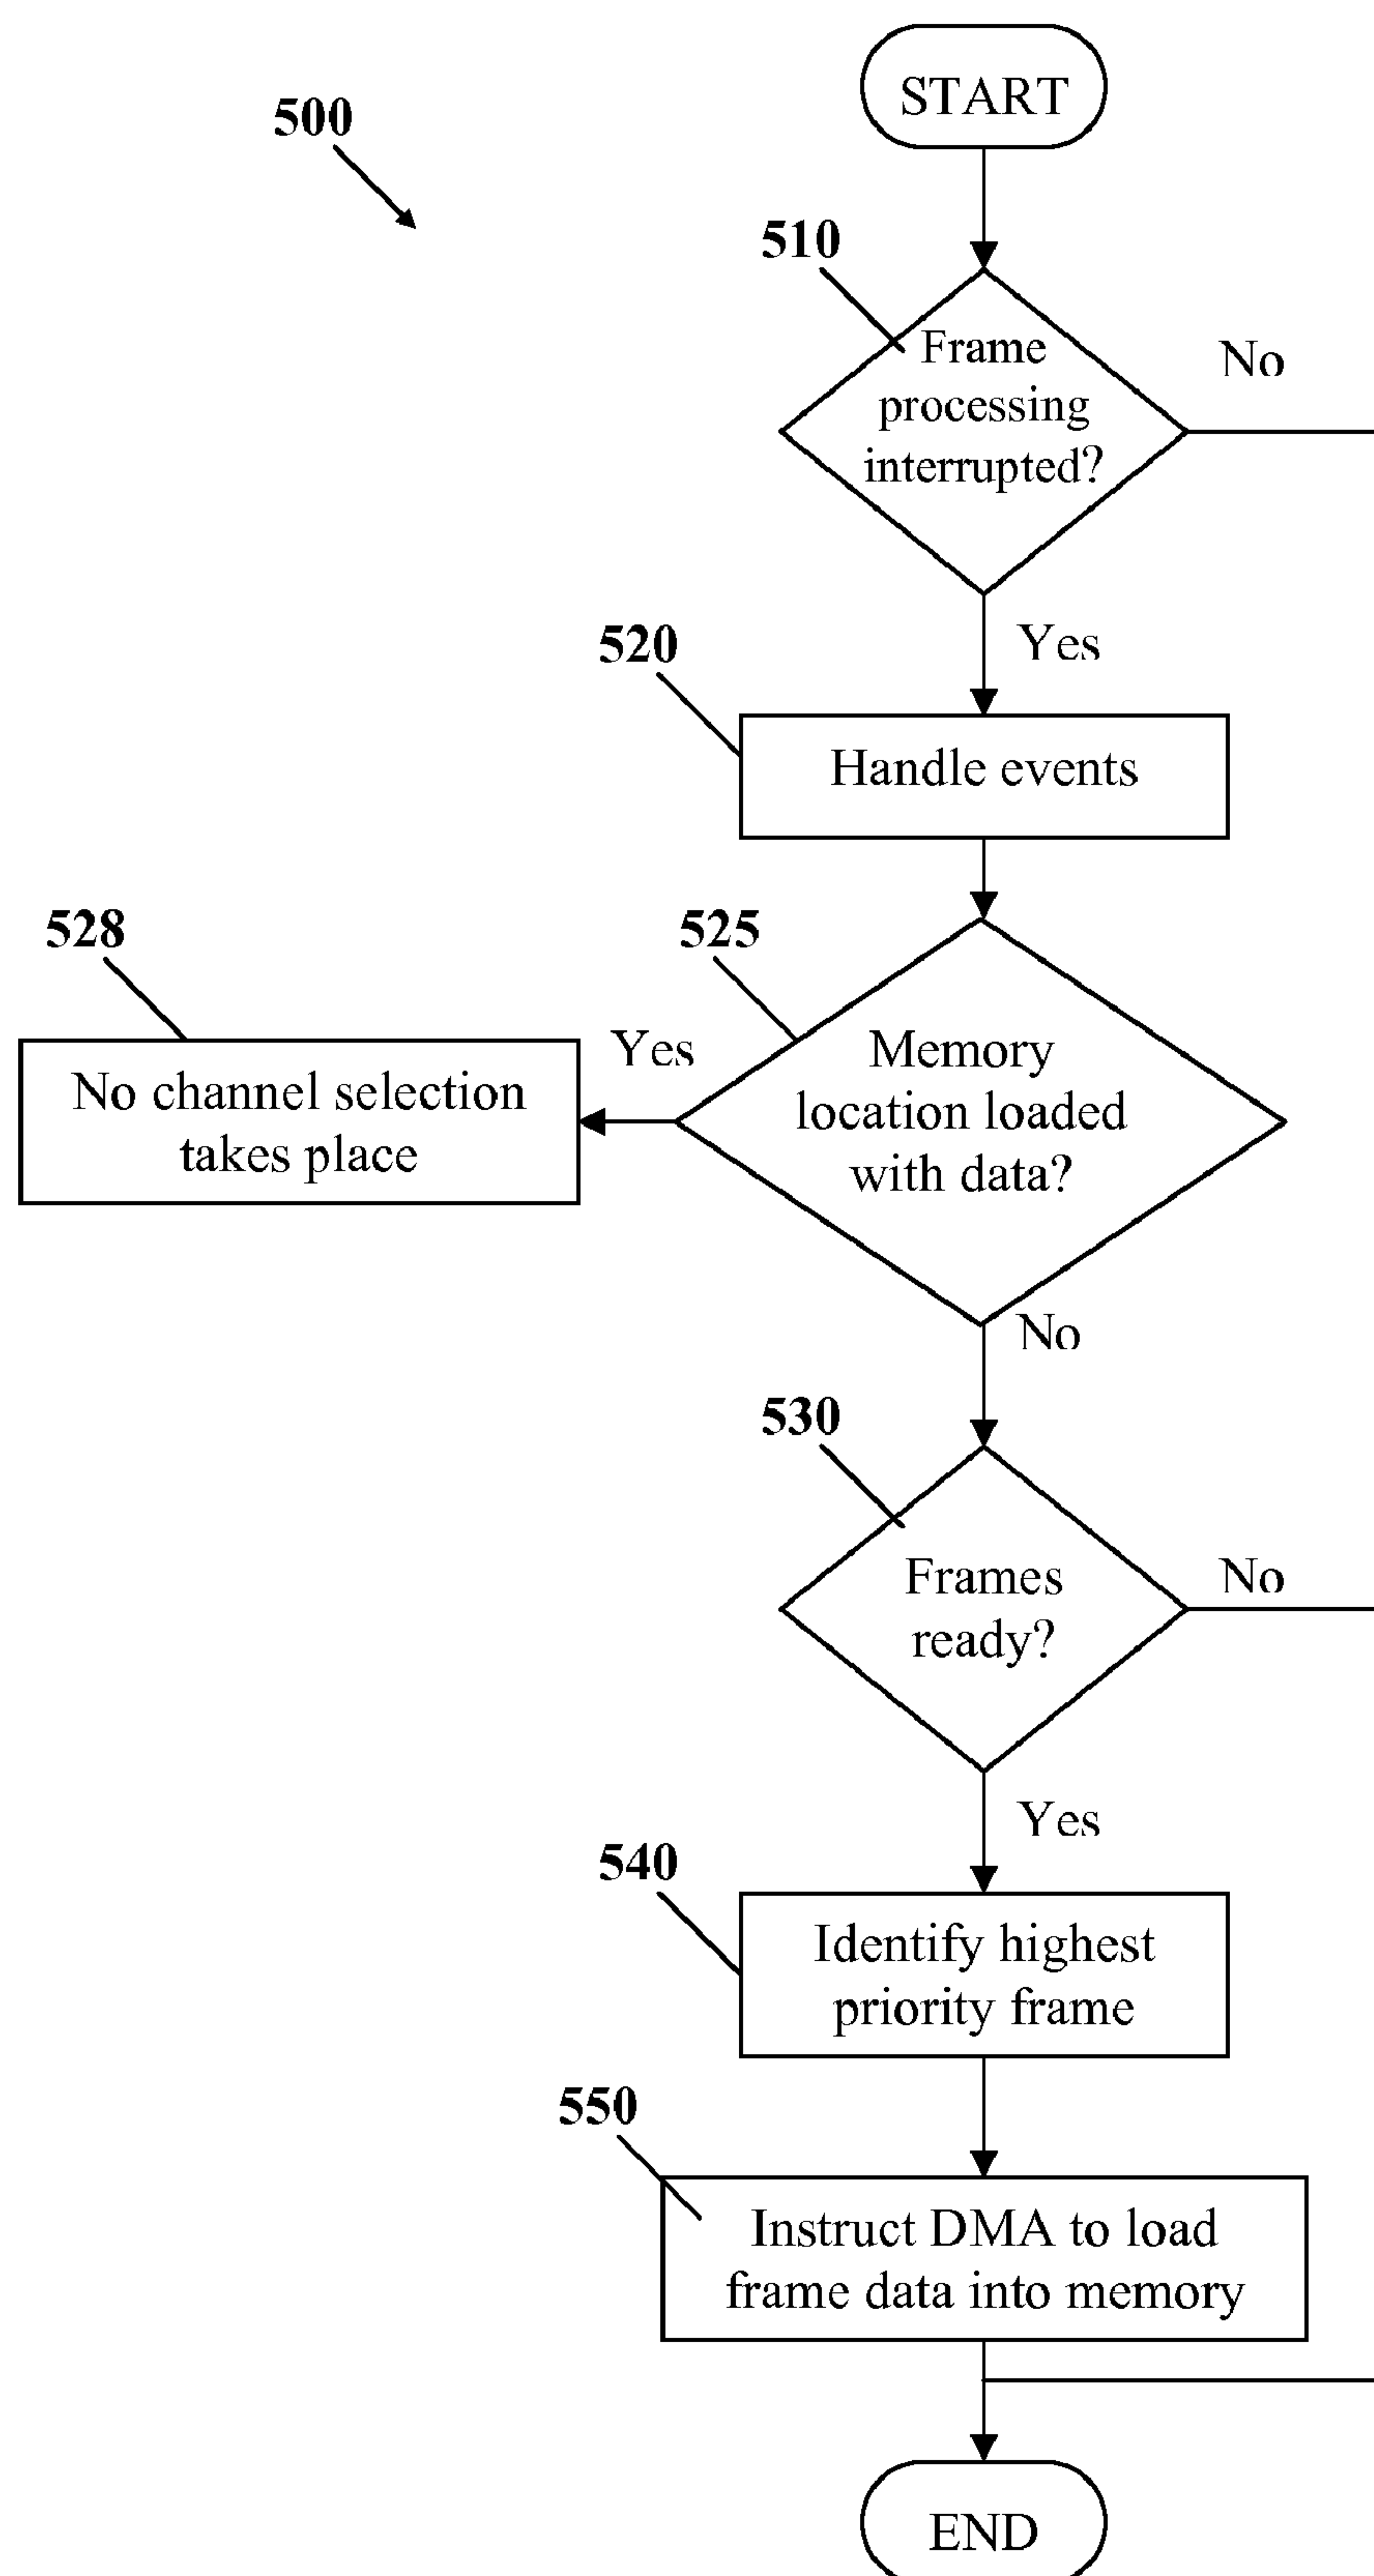 START
500
510
Frame
processing
interrupted?
No
Yes
520
Handle events
528
525
Yes
No channel selection
takes place
Memory
location loaded
with data?
No
530
Frames
ready?
No
Yes
540
Identify highest
priority frame
550
Instruct DMA to load
frame data into memory
END